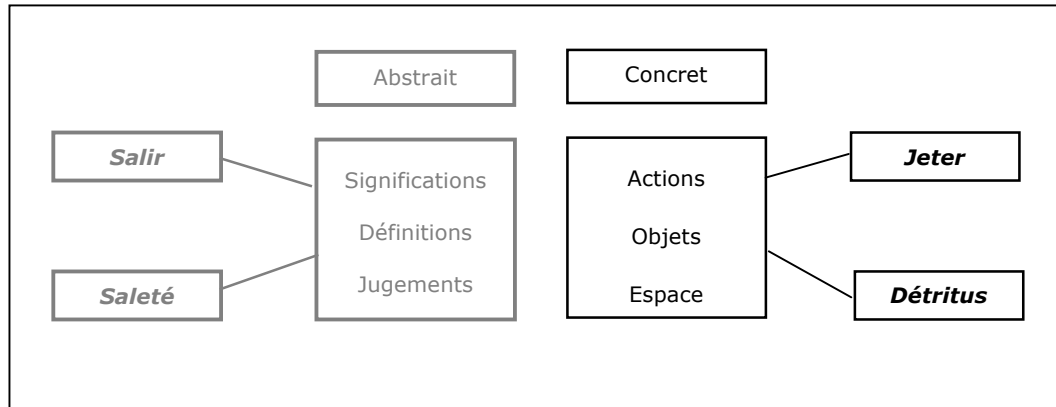 Abstrait
Concret
Salir
Saleté
Significations
Définitions
Jugements
Actions
Objets
Espace
Jeter
Détritus